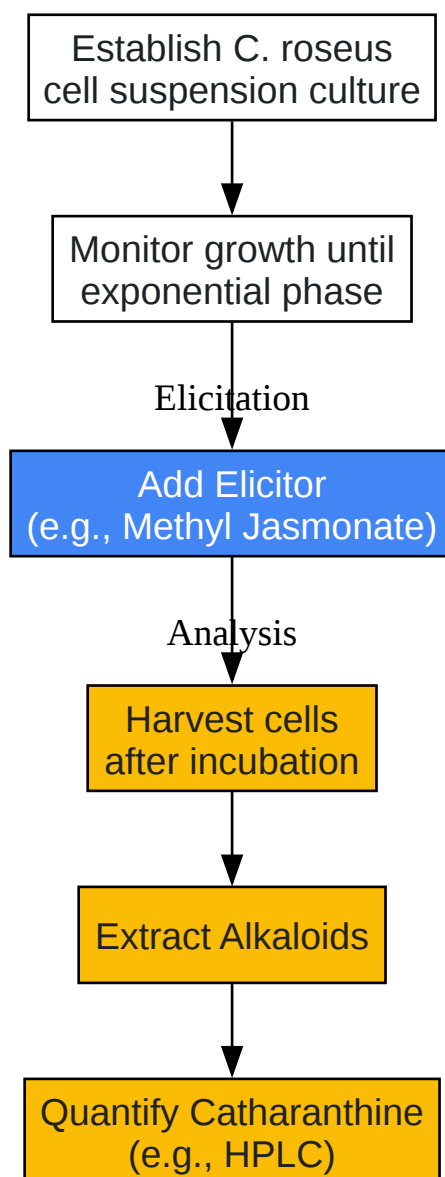 Establish C. roseus
cell suspension culture
Monitor growth until
exponential phase
Elicitation
Add Elicitor
(e.g., Methyl Jasmonate)
Analysis
Harvest cells
after incubation
Extract Alkaloids
Quantify Catharanthine
(e.g., HPLC)